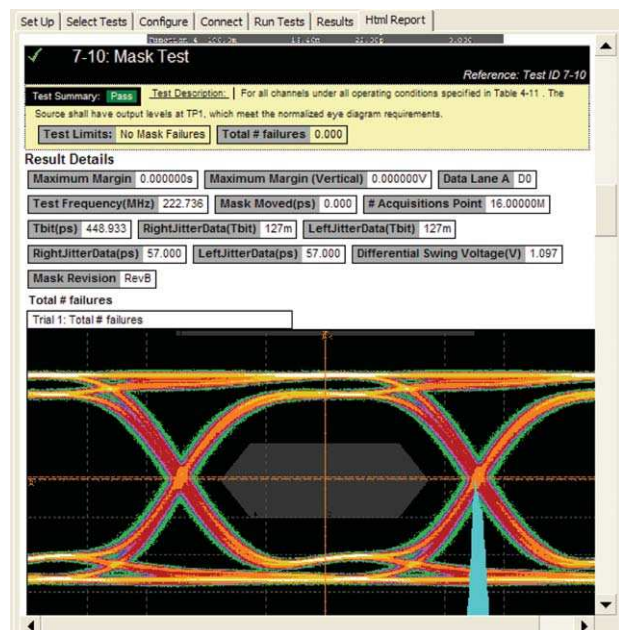 Set Up Select Tests Configure Connect Run Tests Results Html Report
7-10: Mask Test
Reference: Test ID 7-10
Test Summary: Pass Test Description: For all channels under all operating conditions specified in Table 4-11 . The
Source shall have output levels at TP1, which meet the normalized eye diagram requirements.
Test Limits: No Mask Failures Total # failures 0.000
Result Details
Maximum Margin 0.000000s Maximum Margin (Vertical) 0.000000V Data Lane A D0
Test Frequency(MHz) 222.736 Mask Moved(ps) 0.000 # Acquisitions Point 16.00000M
Tbit(ps) 448.933 RightJitterData(Tbit) 127m LeftJitterData(Tbit) 127m
RightJitterData(ps) 57.000 LeftJitterData(ps) 57.000 Differential Swing Voltage(V) 1.097
Mask Revision RevB
Total # failures
Trial 1: Total # failures